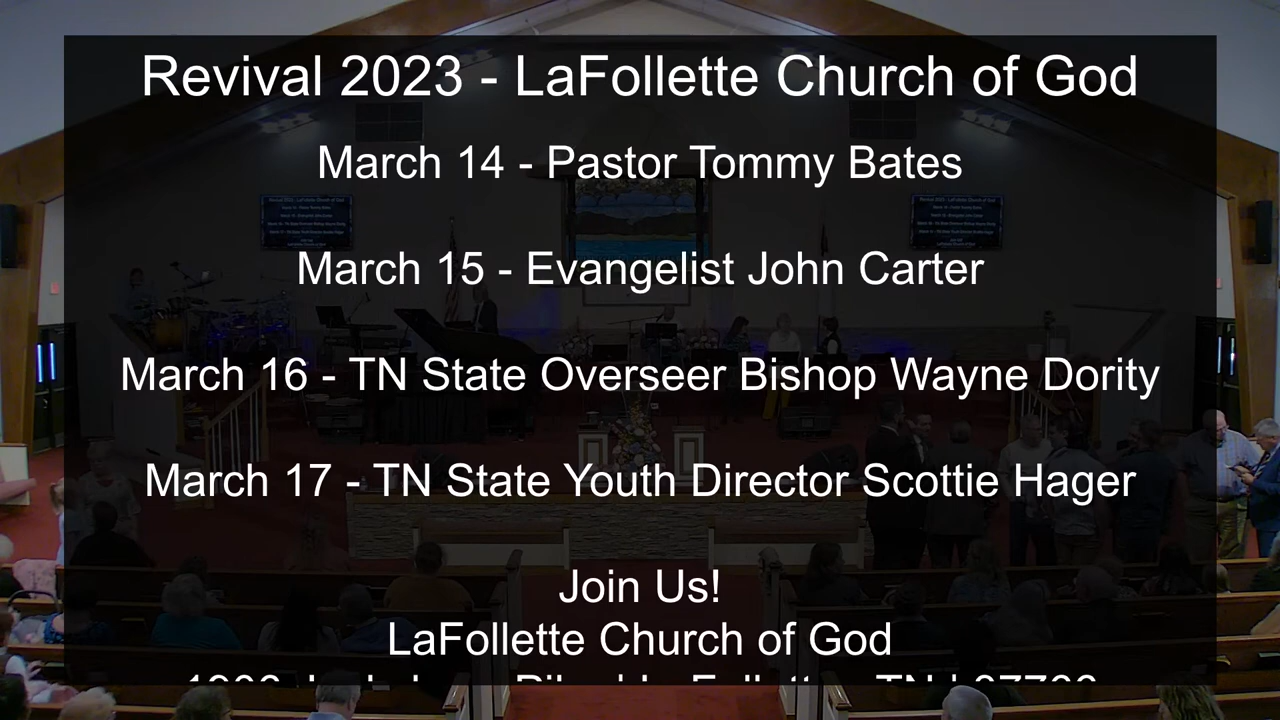 Revival 2023 - LaFollette Church of God
March 14 - Pastor Tommy Bates
March 15 - Evangelist John Carter
March 16 - TN State Overseer Bishop Wayne Dority
March 17 - TN State Youth Director Scottie Hager
Join Us!
LaFollette Church of God
TN |